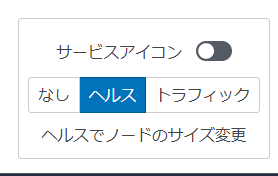 サービスアイコン
なし ヘルス トラフィック
ヘルスでノードのサイズ変更